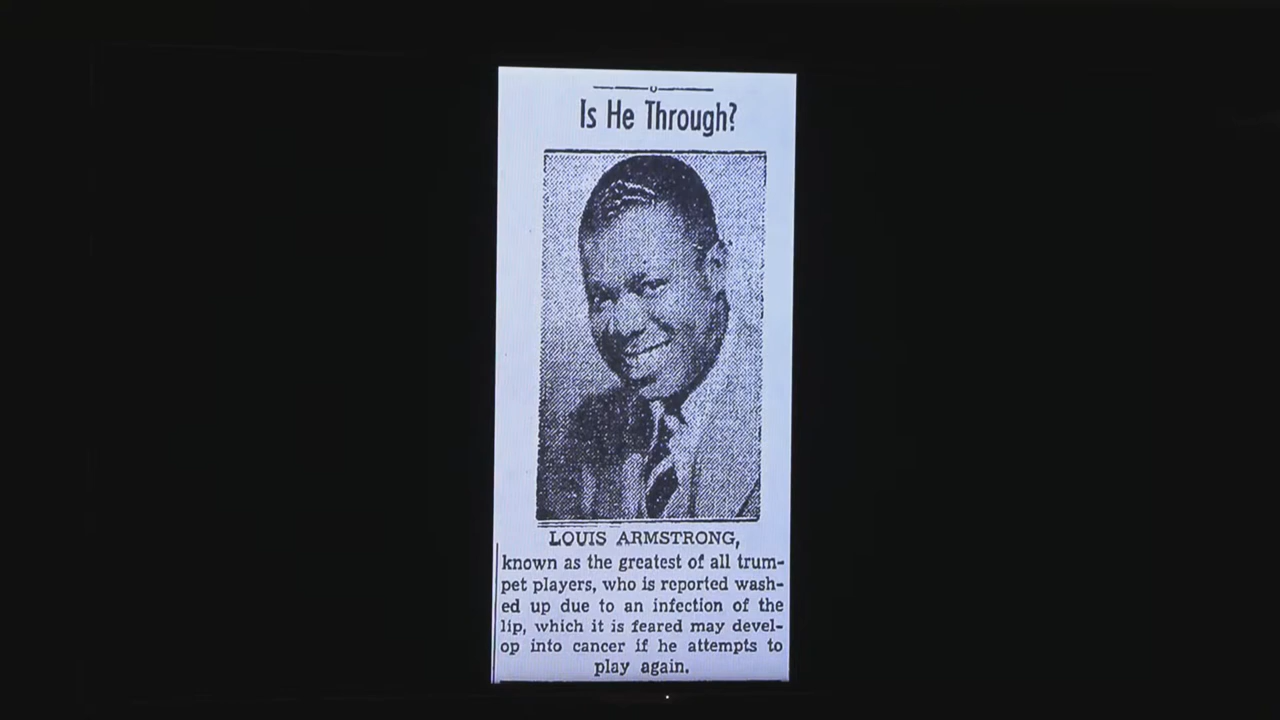 Is He Through?
LOUIS ARMSTRONG,
known as the greatest of all trum-
pet players, who is reported wash-
ed up due to an infection of the
lip, which it is feared may devel-
op into cancer if he attempts to
play again.